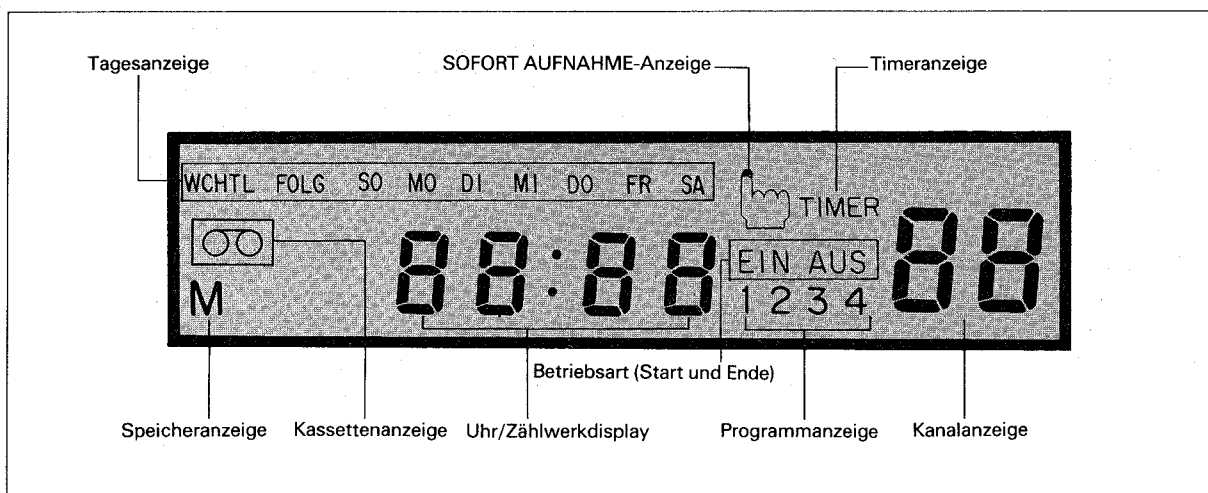 Tagesanzeige SOFORT AUFNAHME-Anzeige Timeranzeige
WCHTL FOLG SO MO DI MI DO FR SA
TIMER
88:88 EIN AUS 88
M 1 2 3 4
Betriebsart (Start und Ende)
Speicheranzeige Kassettenanzeige Uhr/Zählwerkdisplay Programmanzeige Kanalanzeige